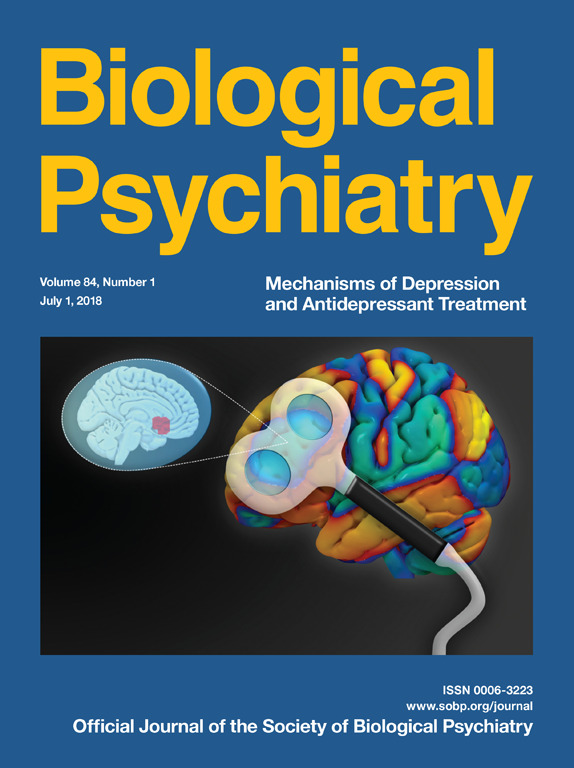 Biological
Psychiatry
Volume 84, Number 1
July 1, 2018
Mechanisms of Depression
and Antidepressant Treatment
ISSN 0006-3223
www.sobp.org/journal
Official Journal of the Society of Biological Psychiatry